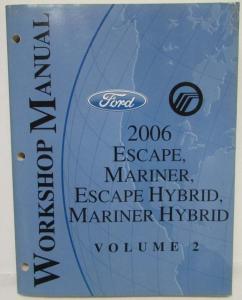 WORKSHOP MANUAL
Ford
2006
ESCAPE,
MARINER,
ESCAPE HYBRID,
MARINER HYBRID
VOLUME 2